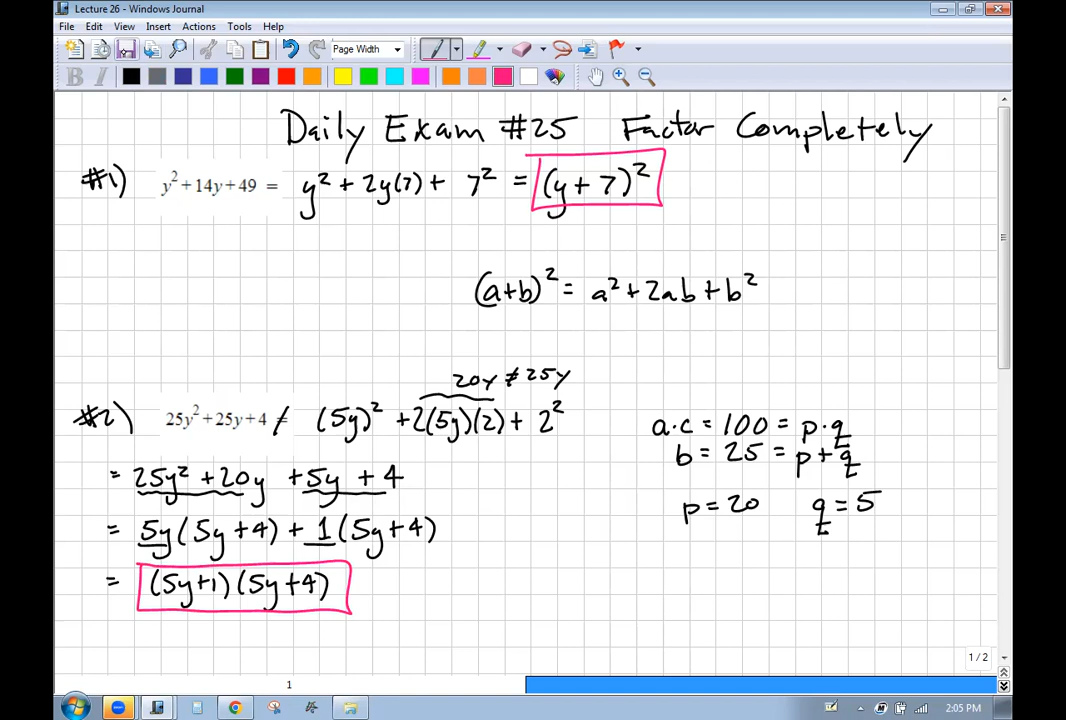 Lecture 26 - Windows Journal
File Edit View Insert Actions Tools Help
Page Width
B I
Daily Exam #25 Factor Completely
#1) y² + 14y + 49 = y² + 2y(7) + 7² = (y + 7)²
(a+b)² = a² + 2ab + b²
20y ≠ 25y
#2) 25y² + 25y + 4 ≠ (5y)² + 2(5y)(2) + 2²
a·c = 100 = p·q
b = 25 = p+q
= 25y² + 20y + 5y + 4
p = 20 q = 5
= 5y(5y+4) + 1(5y+4)
= (5y+1)(5y+4)
1 / 2
1
2:05 PM